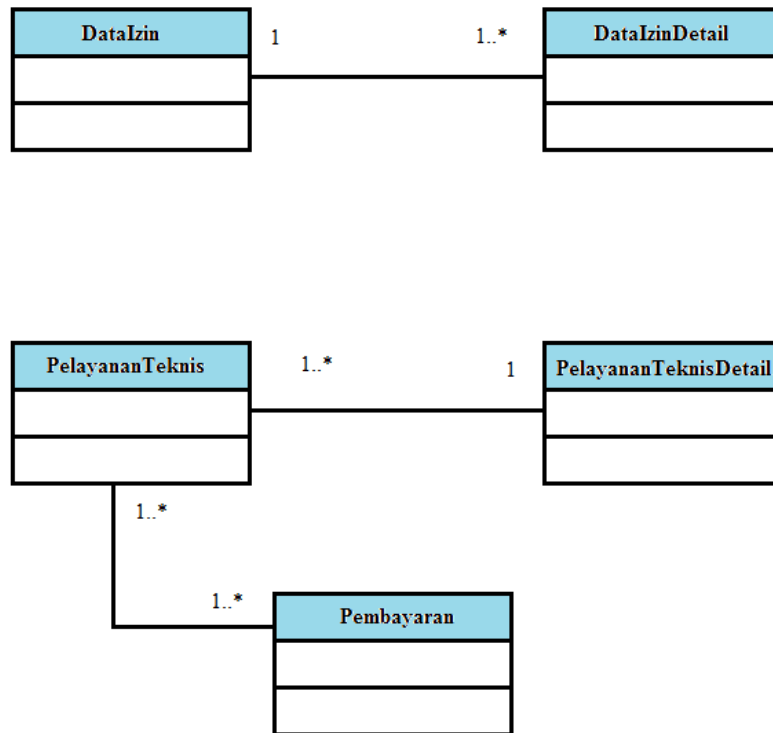 DataIzin
1
1..*
DataIzinDetail
PelayananTeknis
1..*
1
PelayananTeknisDetail
1..*
1..*
Pembayaran